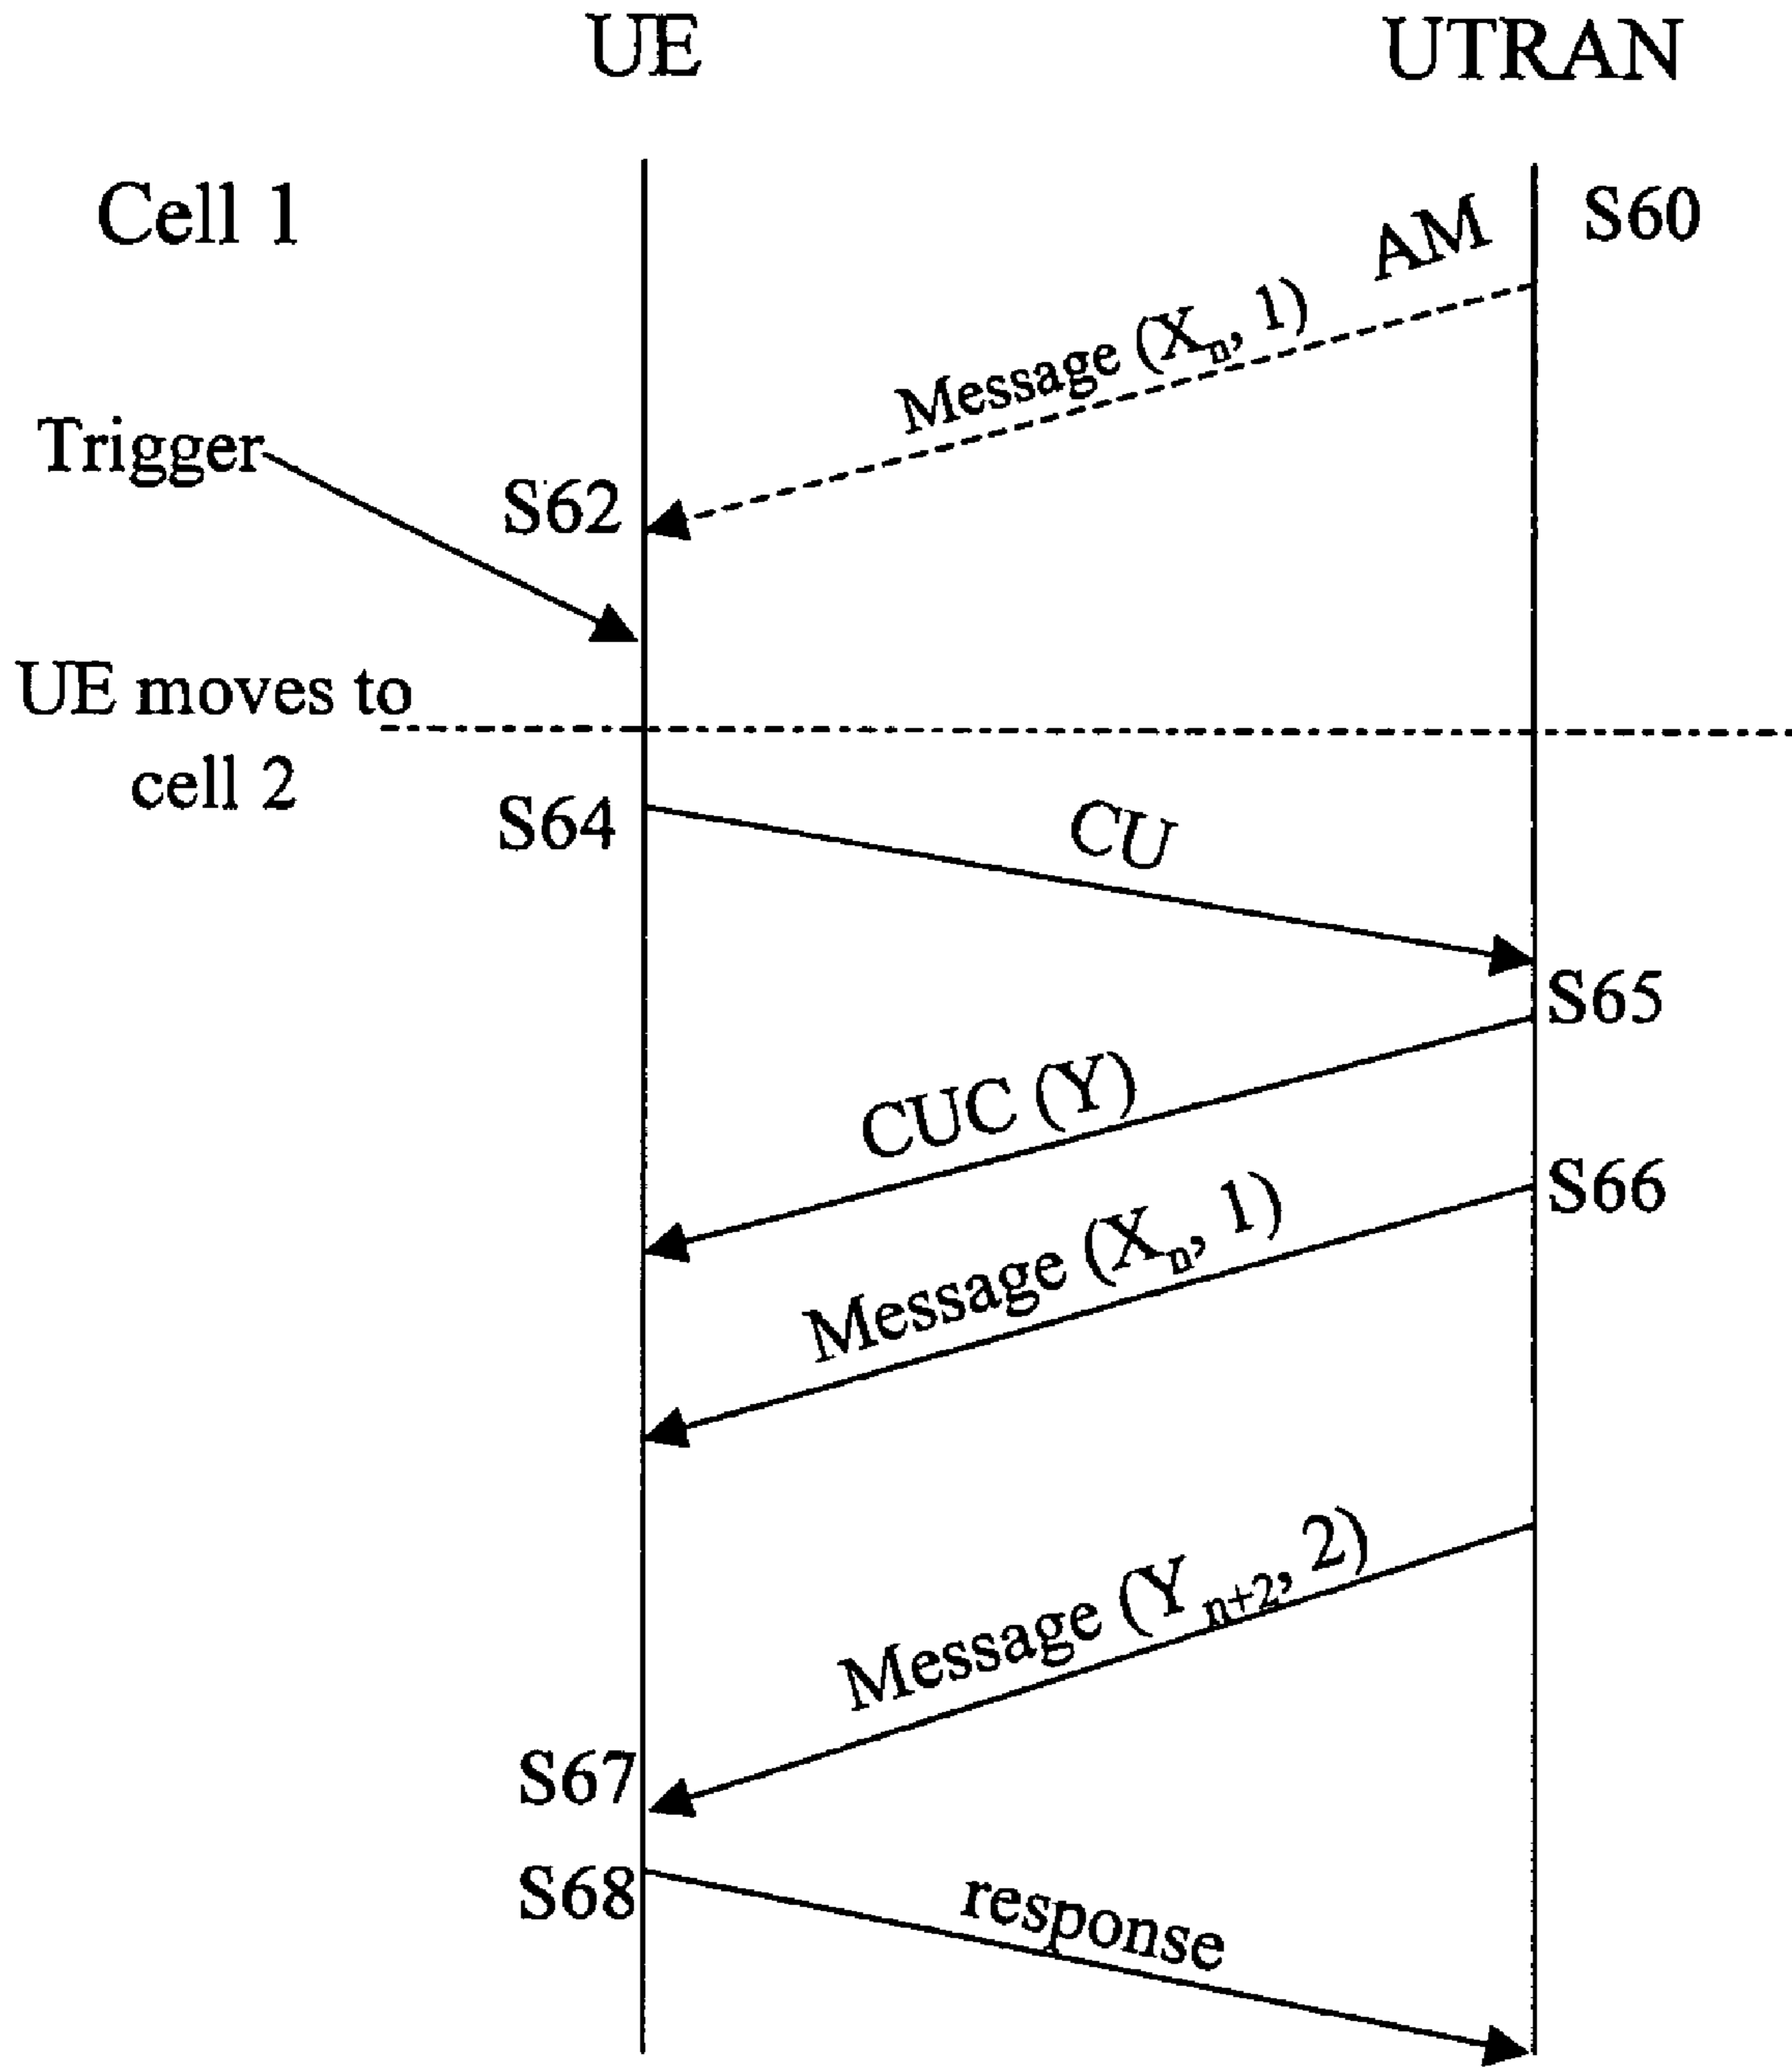 UE UTRAN
Cell 1
S60
AM
Message (Xn, 1)
Trigger
S62
UE moves to
cell 2
S64
CU
S65
CUC (Y)
S66
Message (Xn, 1)
Message (Y n+2, 2)
S67
S68
response